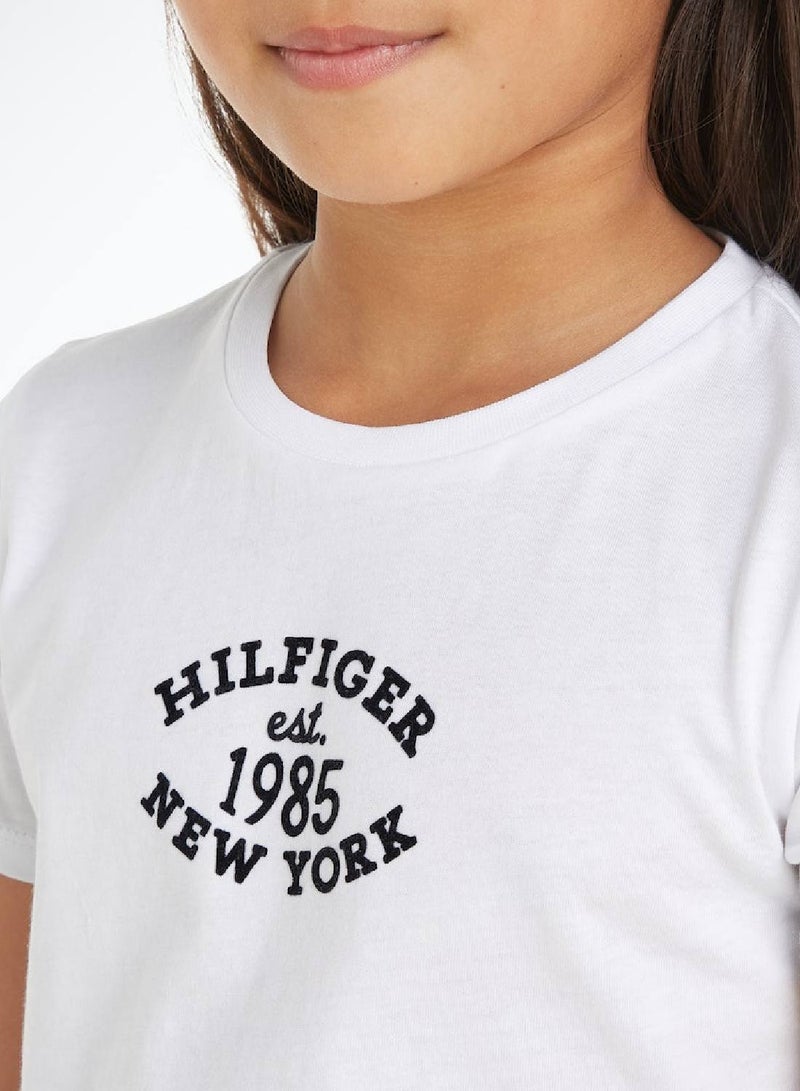 HILFIGER
est.
1985
NEW YORK